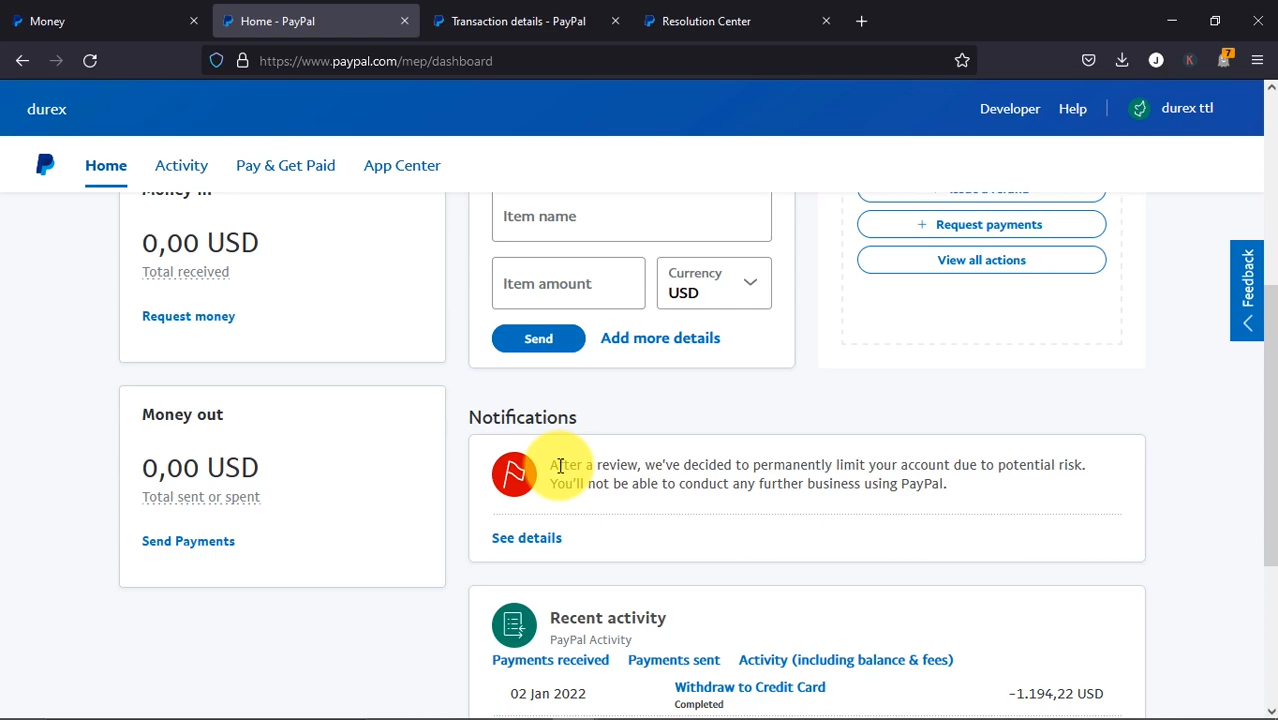 Money
Home - PayPal
Transaction details - PayPal
Resolution Center
https://www.paypal.com/mep/dashboard
7
J
K
durex
Developer
Help
durex ttl
Home
Activity
Pay & Get Paid
App Center
Money in
0,00 USD
Total received
Request money
Item name
Item amount
Currency
USD
Send
Add more details
+ Issue a refund
+ Request payments
View all actions
Feedback
Money out
0,00 USD
Total sent or spent
Send Payments
Notifications
After a review, we've decided to permanently limit your account due to potential risk.
You'll not be able to conduct any further business using PayPal.
See details
Recent activity
PayPal Activity
Payments received
Payments sent
Activity (including balance & fees)
02 Jan 2022
Withdraw to Credit Card
-1.194,22 USD
Completed